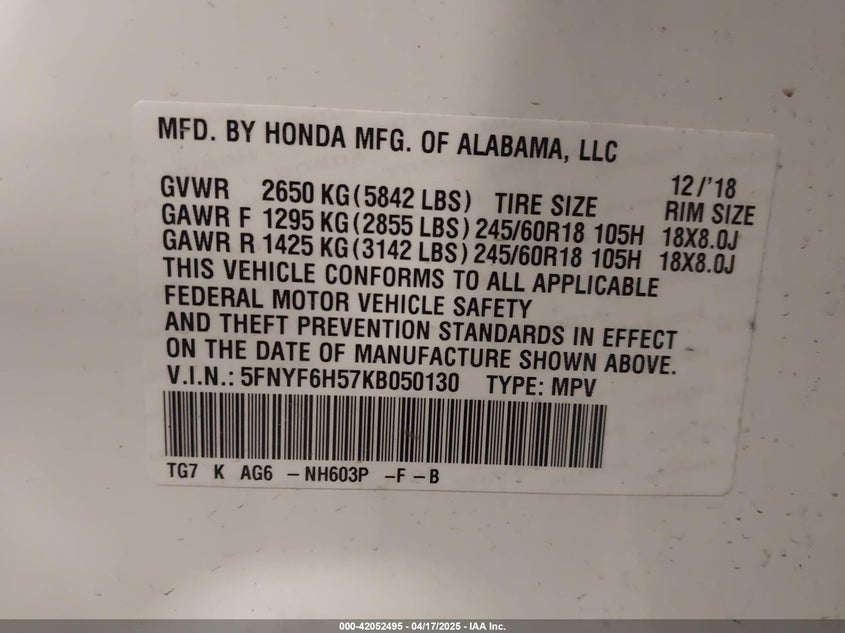 MFD. BY HONDA MFG. OF ALABAMA, LLC
12/'18
GVWR 2650 KG(5842 LBS) TIRE SIZE RIM SIZE
GAWR F 1295 KG(2855 LBS) 245/60R18 105H 18X8.0J
GAWR R 1425 KG(3142 LBS) 245/60R18 105H 18X8.0J
THIS VEHICLE CONFORMS TO ALL APPLICABLE
FEDERAL MOTOR VEHICLE SAFETY
AND THEFT PREVENTION STANDARDS IN EFFECT
ON THE DATE OF MANUFACTURE SHOWN ABOVE.
V.I.N.: 5FNYF6H57KB050130 TYPE: MPV
TG7 K AG6 -NH603P -F-B
000-42052495 - 04/17/2025 - IAA Inc.